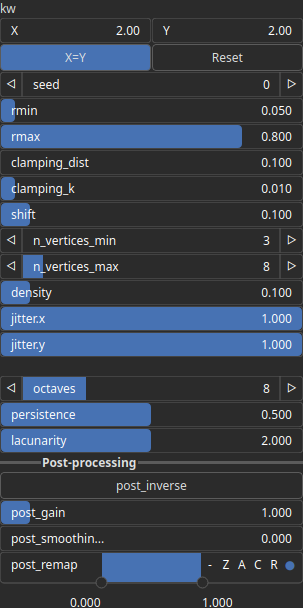 kw
X 2.00 Y 2.00
X=Y Reset
seed 0
rmin 0.050
rmax 0.800
clamping_dist 0.100
clamping_k 0.010
shift 0.100
n_vertices_min 3
n_vertices_max 8
density 0.100
jitter.x 1.000
jitter.y 1.000
octaves 8
persistence 0.500
lacunarity 2.000
Post-processing
post_inverse
post_gain 1.000
post_smoothin... 0.000
post_remap - Z A C R
0.000 1.000